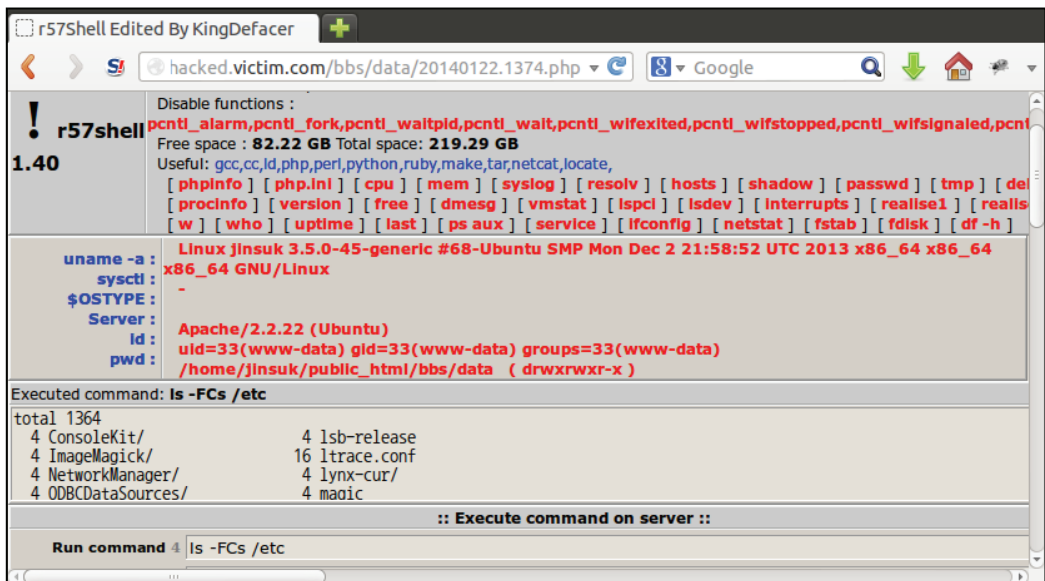 r57Shell Edited By KingDefacer
S! hacked.victim.com/bbs/data/20140122.1374.php 8 Google
Disable functions :
! r57shell pcntl_alarm,pcntl_fork,pcntl_waitpid,pcntl_wait,pcntl_wifexited,pcntl_wifstopped,pcntl_wifsignaled,pcnt
Free space : 82.22 GB Total space: 219.29 GB
1.40
Useful: gcc,cc,ld,php,perl,python,ruby,make,tar,netcat,locate,
[ phpinfo ] [ php.ini ] [ cpu ] [ mem ] [ syslog ] [ resolv ] [ hosts ] [ shadow ] [ passwd ] [ tmp ] [ del
[ procinfo ] [ version ] [ free ] [ dmesg ] [ vmstat ] [ lspci ] [ lsdev ] [ interrupts ] [ realise1 ] [ realis
[ w ] [ who ] [ uptime ] [ last ] [ ps aux ] [ service ] [ ifconfig ] [ netstat ] [ fstab ] [ fdisk ] [ df -h ]
uname -a : Linux jinsuk 3.5.0-45-generic #68-Ubuntu SMP Mon Dec 2 21:58:52 UTC 2013 x86_64 x86_64
x86_64 GNU/Linux
sysctl : -
$OSTYPE :
Server : Apache/2.2.22 (Ubuntu)
id : uid=33(www-data) gid=33(www-data) groups=33(www-data)
pwd : /home/jinsuk/public_html/bbs/data ( drwxrwxr-x )
Executed command: ls -FCs /etc
total 1364
4 ConsoleKit/ 4 lsb-release
4 ImageMagick/ 16 ltrace.conf
4 NetworkManager/ 4 lynx-cur/
4 ODBCDataSources/ 4 magic
:: Execute command on server ::
Run command 4 ls -FCs /etc